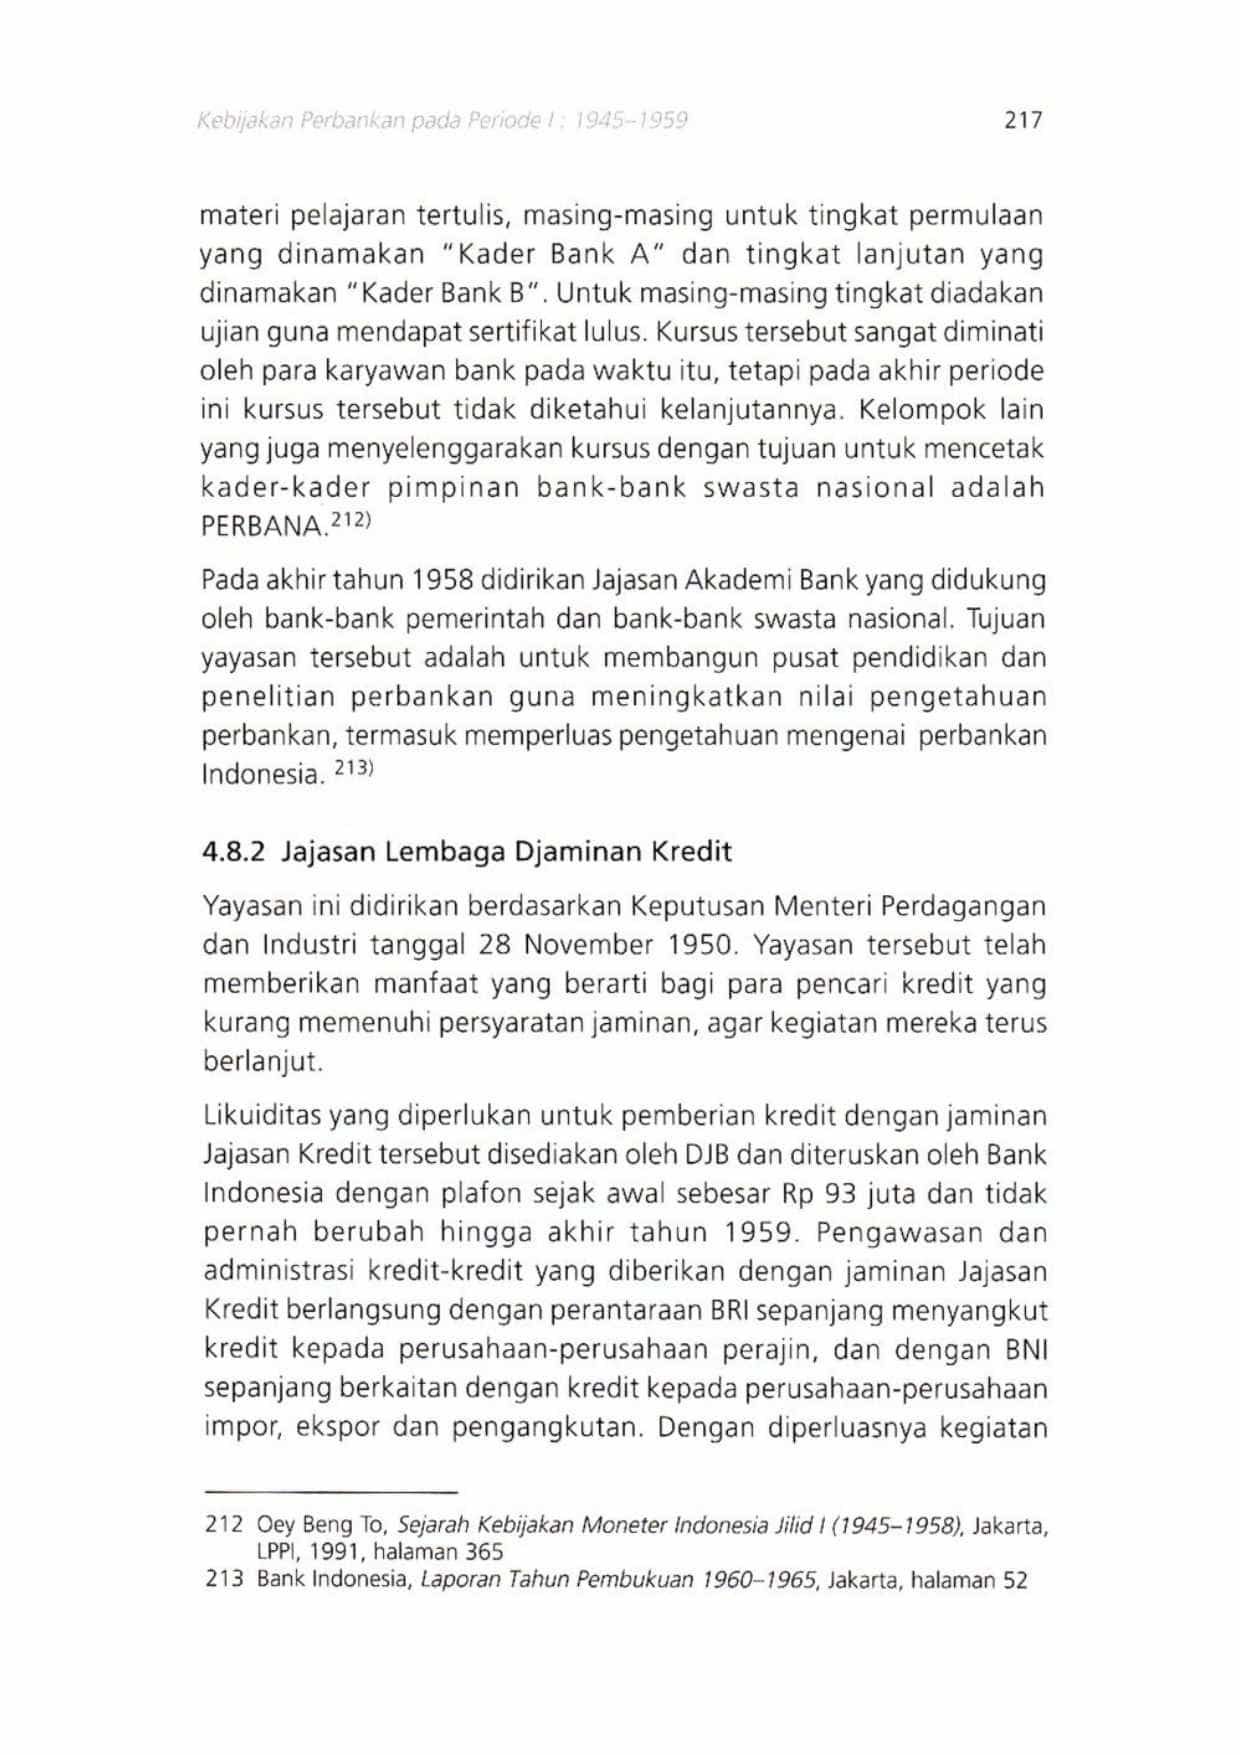 Kebijakan Perbankan pada Periode I : 1945–1959 217
materi pelajaran tertulis, masing-masing untuk tingkat permulaan
yang dinamakan "Kader Bank A" dan tingkat lanjutan yang
dinamakan "Kader Bank B". Untuk masing-masing tingkat diadakan
ujian guna mendapat sertifikat lulus. Kursus tersebut sangat diminati
oleh para karyawan bank pada waktu itu, tetapi pada akhir periode
ini kursus tersebut tidak diketahui kelanjutannya. Kelompok lain
yang juga menyelenggarakan kursus dengan tujuan untuk mencetak
kader-kader pimpinan bank-bank swasta nasional adalah
PERBANA.212)
Pada akhir tahun 1958 didirikan Jajasan Akademi Bank yang didukung
oleh bank-bank pemerintah dan bank-bank swasta nasional. Tujuan
yayasan tersebut adalah untuk membangun pusat pendidikan dan
penelitian perbankan guna meningkatkan nilai pengetahuan
perbankan, termasuk memperluas pengetahuan mengenai perbankan
Indonesia. 213)
4.8.2 Jajasan Lembaga Djaminan Kredit
Yayasan ini didirikan berdasarkan Keputusan Menteri Perdagangan
dan Industri tanggal 28 November 1950. Yayasan tersebut telah
memberikan manfaat yang berarti bagi para pencari kredit yang
kurang memenuhi persyaratan jaminan, agar kegiatan mereka terus
berlanjut.
Likuiditas yang diperlukan untuk pemberian kredit dengan jaminan
Jajasan Kredit tersebut disediakan oleh DJB dan diteruskan oleh Bank
Indonesia dengan plafon sejak awal sebesar Rp 93 juta dan tidak
pernah berubah hingga akhir tahun 1959. Pengawasan dan
administrasi kredit-kredit yang diberikan dengan jaminan Jajasan
Kredit berlangsung dengan perantaraan BRI sepanjang menyangkut
kredit kepada perusahaan-perusahaan perajin, dan dengan BNI
sepanjang berkaitan dengan kredit kepada perusahaan-perusahaan
impor, ekspor dan pengangkutan. Dengan diperluasnya kegiatan
212 Oey Beng To, Sejarah Kebijakan Moneter Indonesia Jilid I (1945–1958), Jakarta,
LPPI, 1991, halaman 365
213 Bank Indonesia, Laporan Tahun Pembukuan 1960–1965, Jakarta, halaman 52